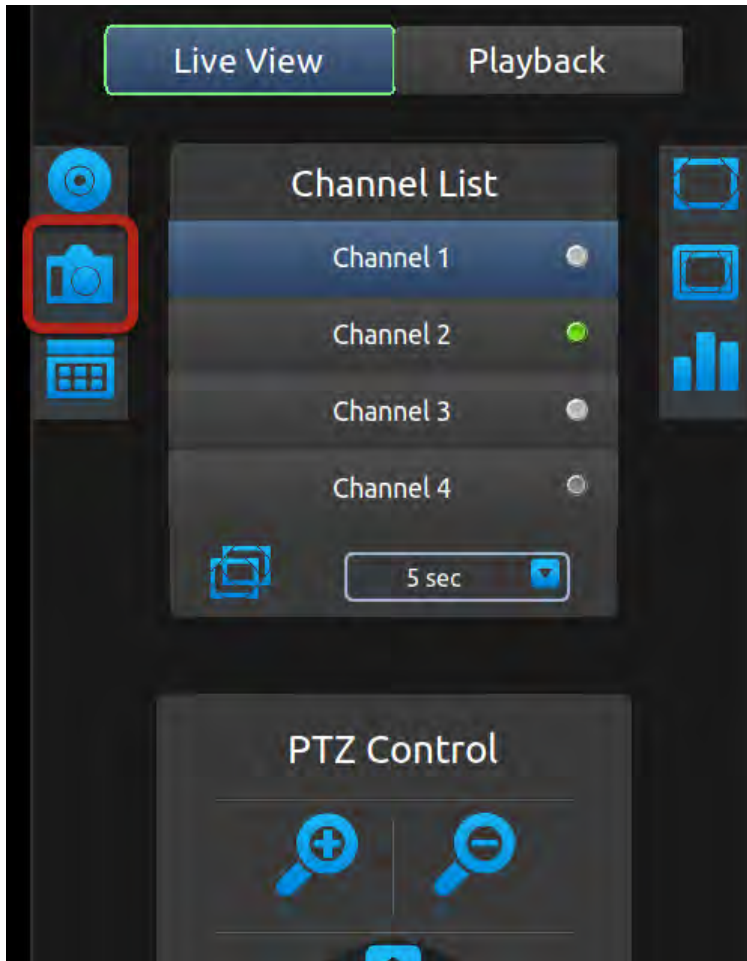 Live View Playback
Channel List
Channel 1
Channel 2
Channel 3
Channel 4
5 sec
PTZ Control